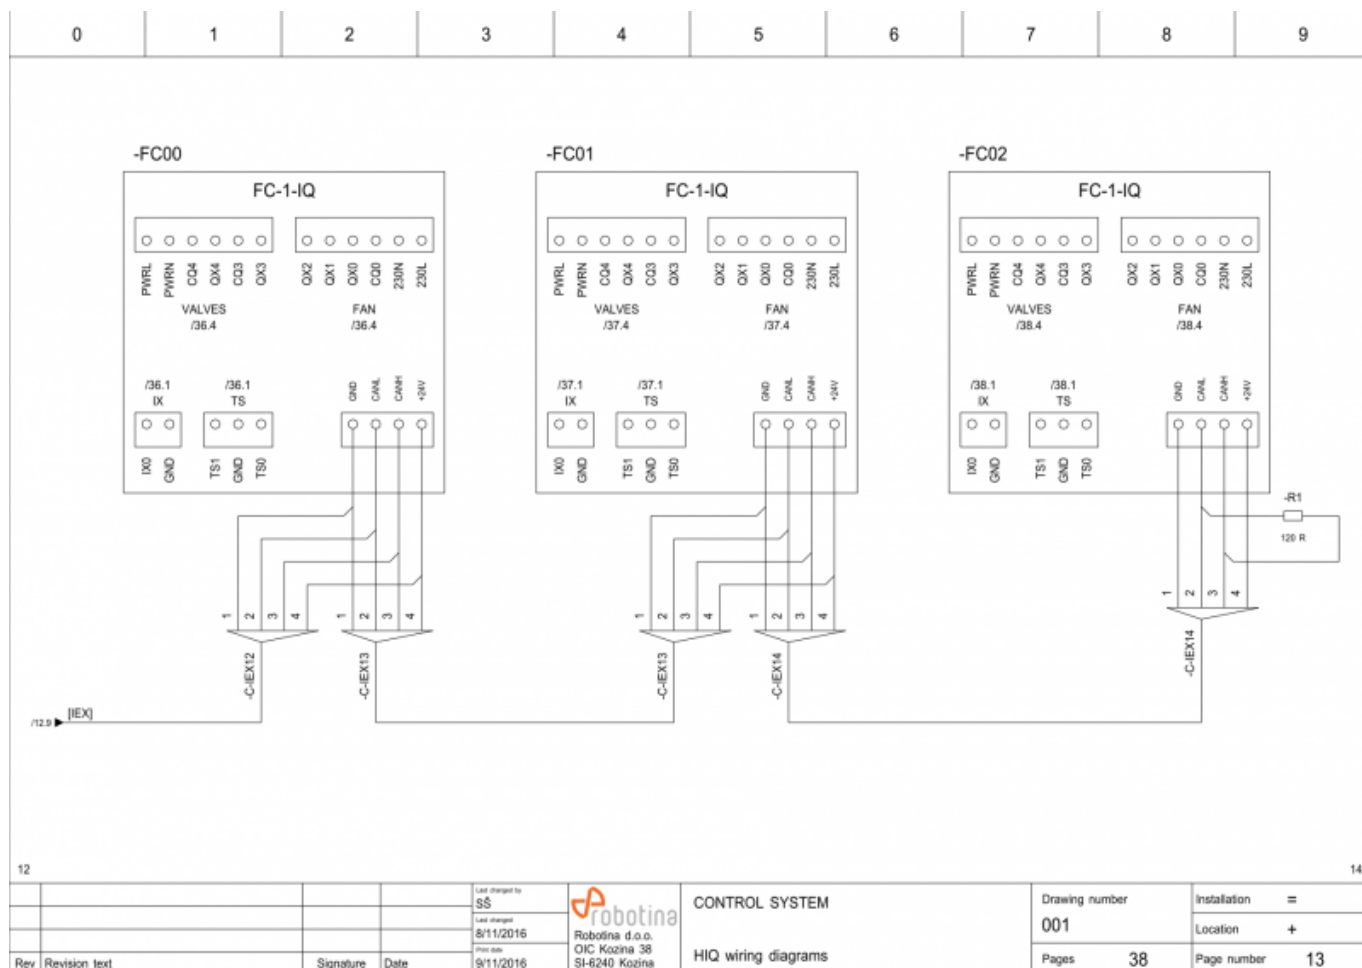 0 1 2 3 4 5 6 7 8 9
-FC00 -FC01 -FC02
FC-1-IQ FC-1-IQ FC-1-IQ
PWRL PWRN CQ4 QX4 CQ3 QX3 QX2 QX1 QX0 CQ0 230N 230L PWRL PWRN CQ4 QX4 CQ3 QX3 QX2 QX1 QX0 CQ0 230N 230L PWRL PWRN CQ4 QX4 CQ3 QX3 QX2 QX1 QX0 CQ0 230N 230L
VALVES FAN VALVES FAN VALVES FAN
/36.4 /36.4 /37.4 /37.4 /38.4 /38.4
/36.1 /36.1 GND CANL CANH +24V /37.1 /37.1 GND CANL CANH +24V /38.1 /38.1 GND CANL CANH +24V
IX TS IX TS IX TS
IX0 GND TS1 GND TS0 IX0 GND TS1 GND TS0 IX0 GND TS1 GND TS0
-R1
120 R
1 2 3 4
1 2 3 4 1 2 3 4 1 2 3 4 1 2 3 4
-C-IEX12 -C-IEX13 -C-IEX13 -C-IEX14 -C-IEX14
/12.9 [IEX]
12 14
Last changed by
SŠ
Last changed
8/11/2016
Print date
9/11/2016
Rev Revision text Signature Date
robotina
Robotina d.o.o.
OIC Kozina 38
SI-6240 Kozina
CONTROL SYSTEM
HIQ wiring diagrams
Drawing number
001
Pages 38
Installation =
Location +
Page number 13